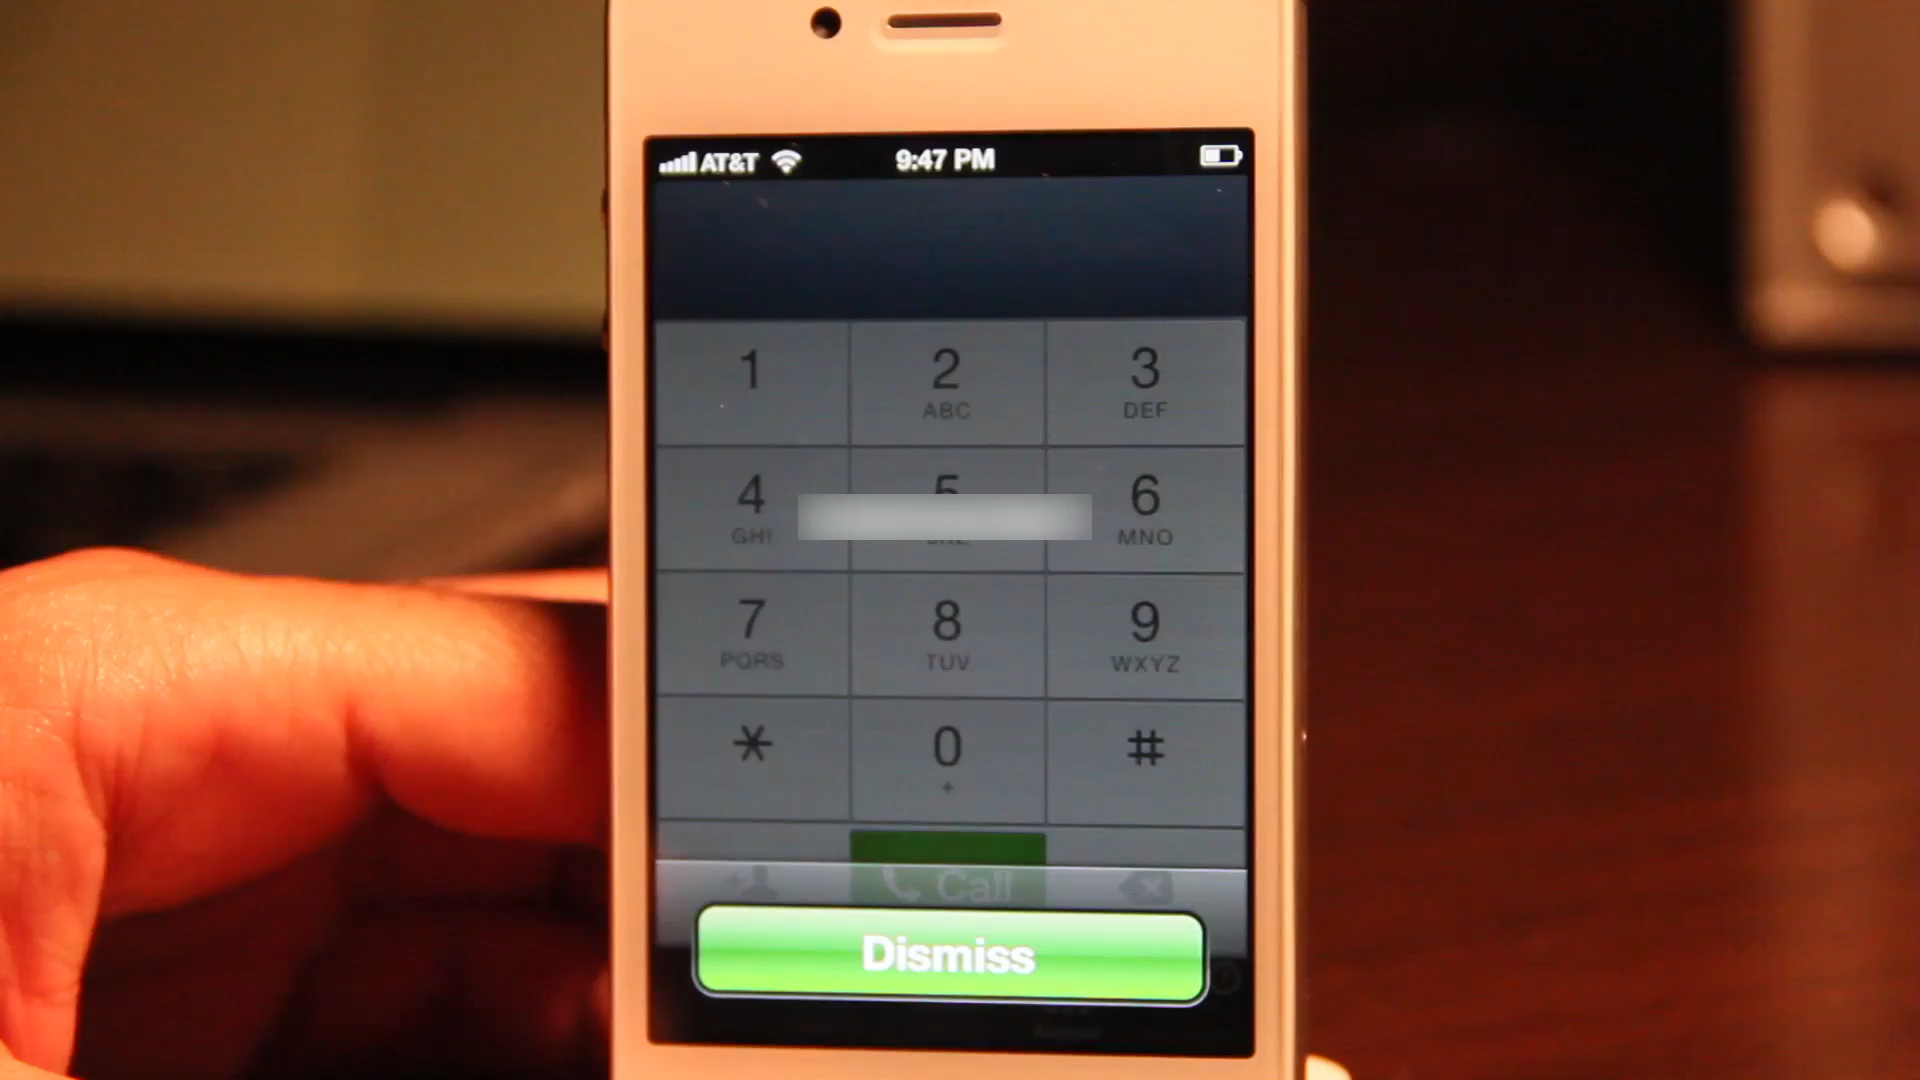 AT&T 9:47 PM
1 2 3
ABC DEF
4 5 6
GHI MNO
7 8 9
PQRS TUV WXYZ
* 0 #
+
Call
Dismiss